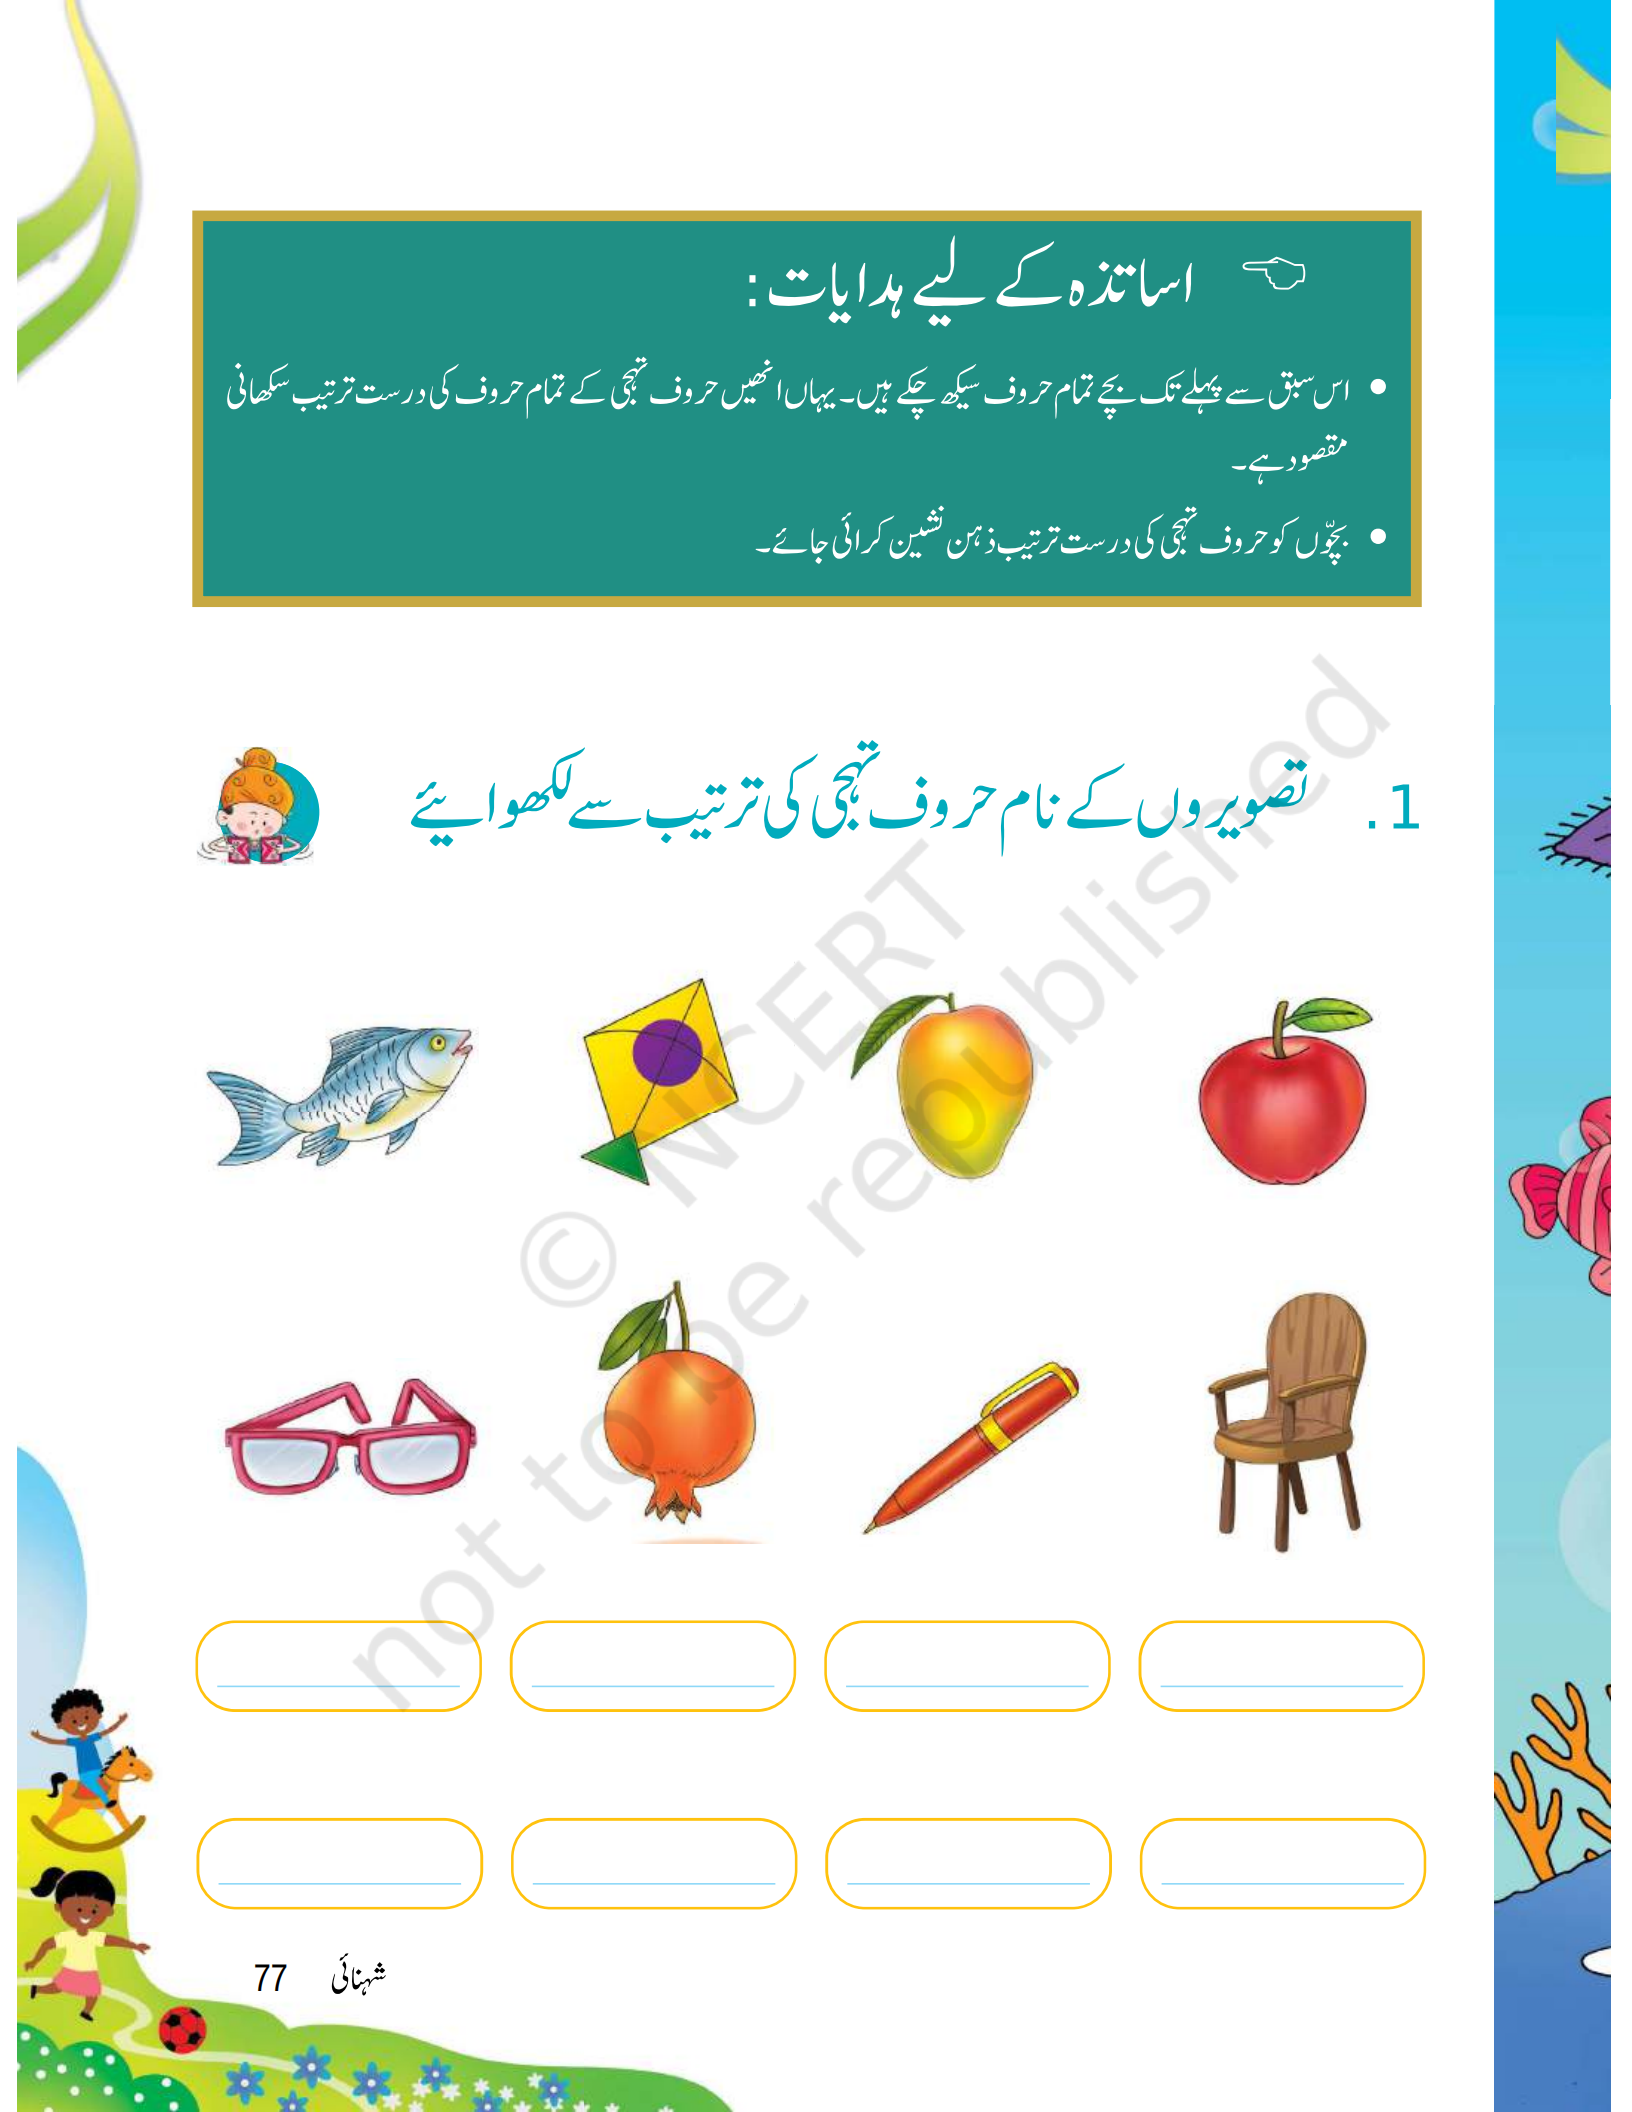 اساتذہ کے لیے ہدایات:
• اس سبق سے پہلے تک بچے تمام حروف سیکھ چکے ہیں۔ یہاں انھیں حروف تہجی کے تمام حروف کی درست ترتیب سکھانی
مقصود ہے۔
• بچّوں کو حروف تہجی کی درست ترتیب ذہن نشین کرائی جائے۔
1. تصویروں کے نام حروف تہجی کی ترتیب سے لکھوایئے
© NCERT
not to be republished
شہنائی 77